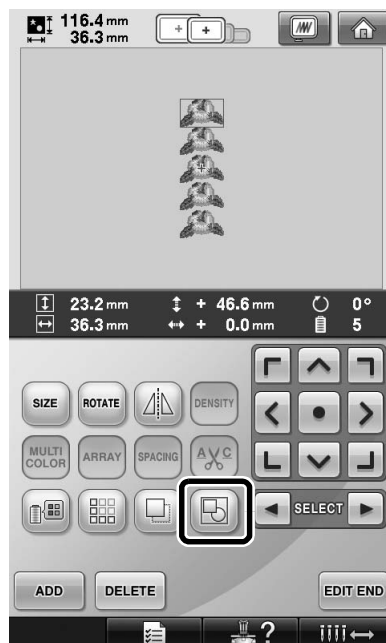 116.4 mm
36.3 mm
23.2 mm + 46.6 mm 0°
36.3 mm + 0.0 mm 5
SIZE ROTATE DENSITY
MULTI COLOR ARRAY SPACING AVC
SELECT
ADD DELETE EDIT END
?